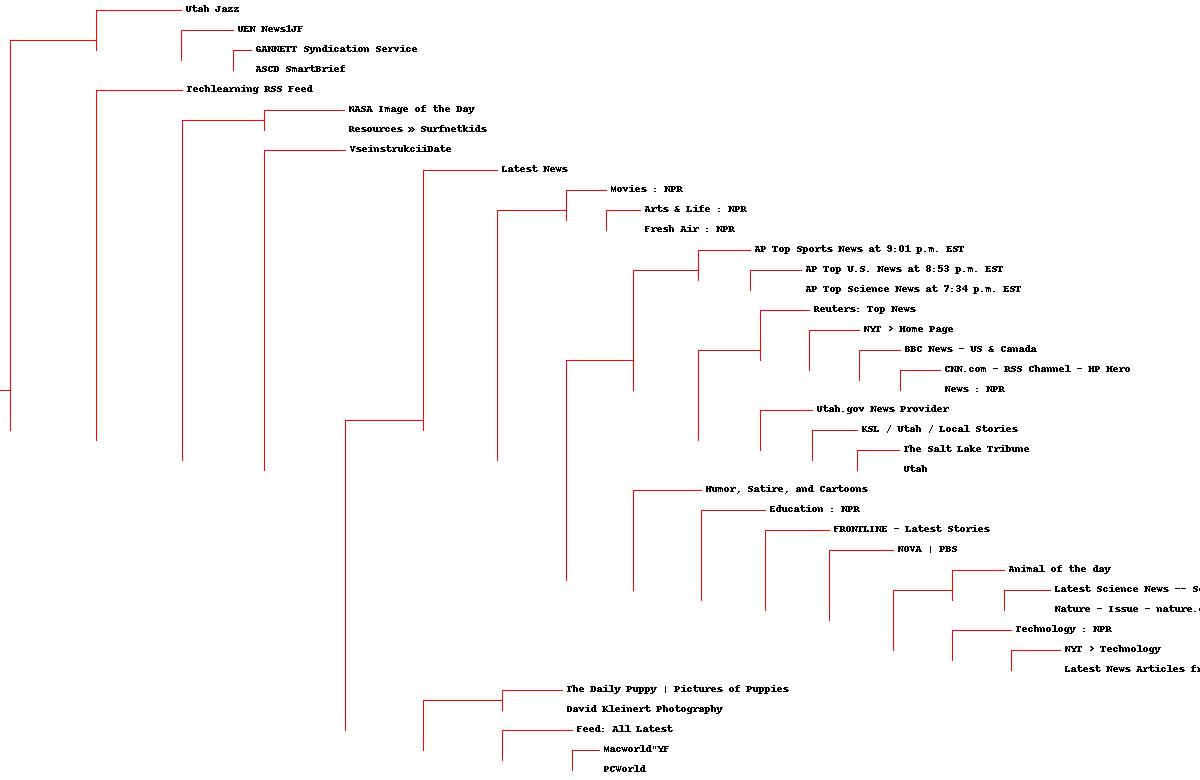 Utah Jazz
UEN News1JF
GANNETT Syndication Service
ASCD SmartBrief
Techlearning RSS Feed
NASA Image of the Day
Resources » Surfnetkids
VseinstrukciiDate
Latest News
Movies : NPR
Arts & Life : NPR
Fresh Air : NPR
AP Top Sports News at 9:01 p.m. EST
AP Top U.S. News at 8:53 p.m. EST
AP Top Science News at 7:34 p.m. EST
Reuters: Top News
NYT > Home Page
BBC News - US & Canada
CNN.com - RSS Channel - HP Hero
News : NPR
Utah.gov News Provider
KSL / Utah / Local Stories
The Salt Lake Tribune
Utah
Humor, Satire, and Cartoons
Education : NPR
FRONTLINE - Latest Stories
NOVA | PBS
Animal of the day
Latest Science News --
Nature - Issue - nature.
Technology : NPR
NYT > Technology
Latest News Articles
The Daily Puppy | Pictures of Puppies
David Kleinert Photography
Feed: All Latest
Macworld"YF
PCWorld